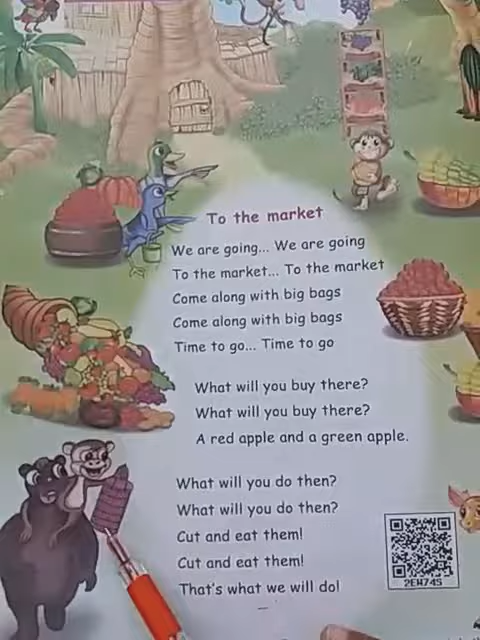 To the market
We are going... We are going
To the market... To the market
Come along with big bags
Come along with big bags
Time to go... Time to go
What will you buy there?
What will you buy there?
A red apple and a green apple.
What will you do then?
What will you do then?
Cut and eat them!
Cut and eat them!
That's what we will do!
2EH74S